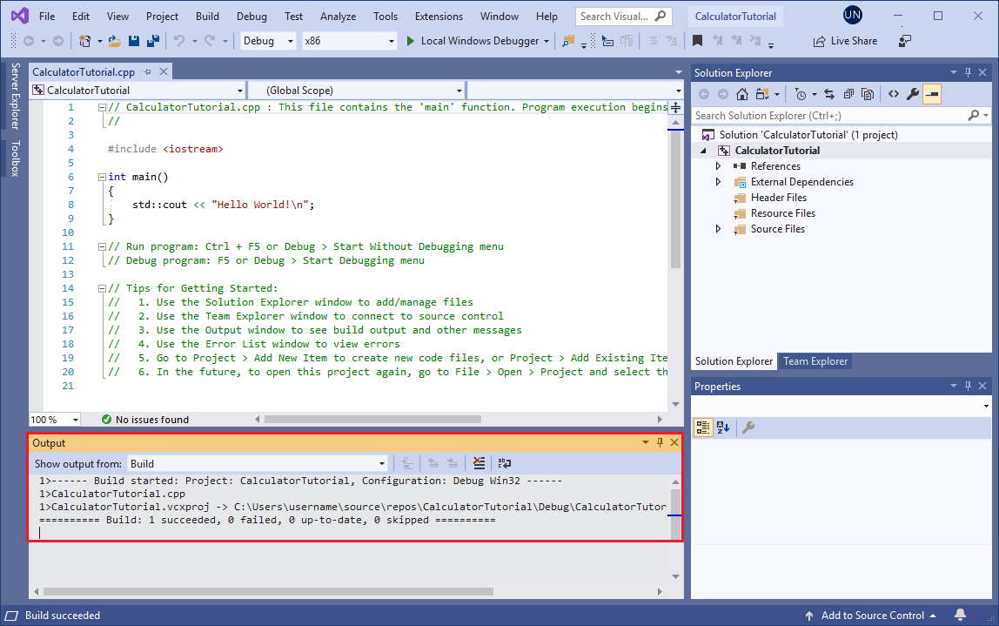 File Edit View Project Build Debug Test Analyze Tools Extensions Window Help Search Visual... CalculatorTutorial UN
Debug x86 Local Windows Debugger Live Share
Server Explorer
Toolbox
CalculatorTutorial.cpp
CalculatorTutorial (Global Scope)
1 // CalculatorTutorial.cpp : This file contains the 'main' function. Program execution begins
2 //
3
4 #include <iostream>
5
6 int main()
7 {
8 std::cout << "Hello World!\n";
9 }
10
11 // Run program: Ctrl + F5 or Debug > Start Without Debugging menu
12 // Debug program: F5 or Debug > Start Debugging menu
13
14 // Tips for Getting Started:
15 // 1. Use the Solution Explorer window to add/manage files
16 // 2. Use the Team Explorer window to connect to source control
17 // 3. Use the Output window to see build output and other messages
18 // 4. Use the Error List window to view errors
19 // 5. Go to Project > Add New Item to create new code files, or Project > Add Existing Ite
20 // 6. In the future, to open this project again, go to File > Open > Project and select th
21
100 % No issues found
Output
Show output from: Build
1>------ Build started: Project: CalculatorTutorial, Configuration: Debug Win32 ------
1>CalculatorTutorial.cpp
1>CalculatorTutorial.vcxproj -> C:\Users\username\source\repos\CalculatorTutorial\Debug\CalculatorTutor
========== Build: 1 succeeded, 0 failed, 0 up-to-date, 0 skipped ==========
Solution Explorer
Search Solution Explorer (Ctrl+;)
Solution 'CalculatorTutorial' (1 project)
CalculatorTutorial
References
External Dependencies
Header Files
Resource Files
Source Files
Solution Explorer Team Explorer
Properties
Build succeeded Add to Source Control